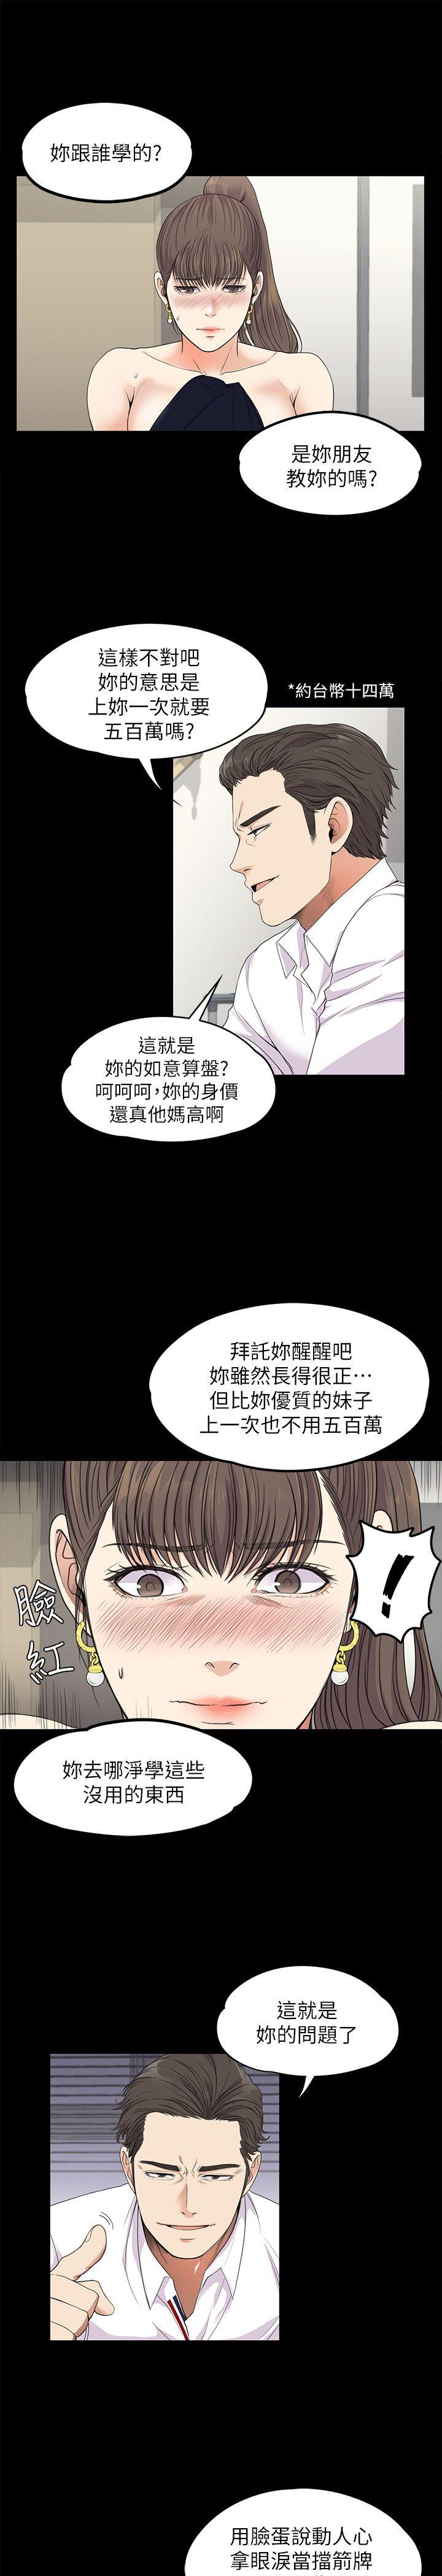 妳跟誰學的?
是妳朋友
教妳的嗎?
這樣不對吧
妳的意思是
上妳一次就要
五百萬嗎?
*約台幣十四萬
這就是
妳的如意算盤?
呵呵呵，妳的身價
還真他媽高啊
拜託妳醒醒吧
妳雖然長得很正…
但比妳優質的妹子
上一次也不用五百萬
!
臉
紅
妳去哪淨學這些
沒用的東西
這就是
妳的問題了
用臉蛋說動人心
拿眼淚當擋箭牌